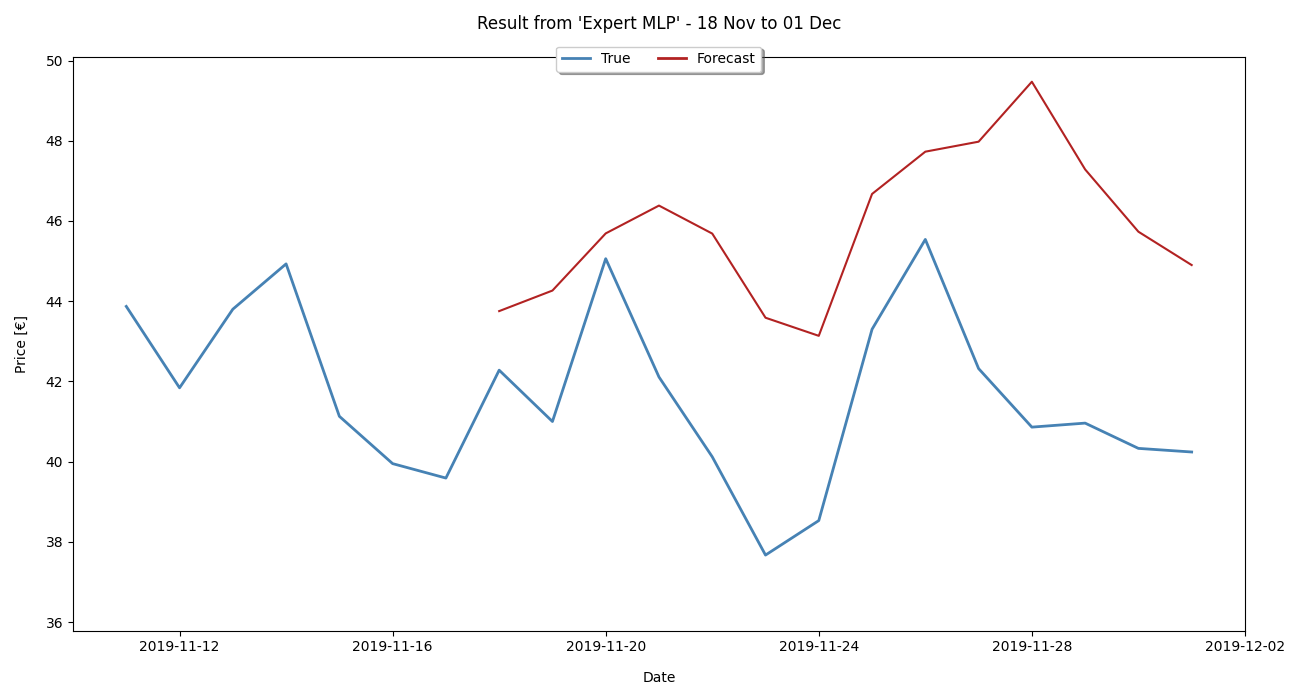 Result from 'Expert MLP' - 18 Nov to 01 Dec
True Forecast
50
48
46
44
42
40
38
36
Price [€]
2019-11-12 2019-11-16 2019-11-20 2019-11-24 2019-11-28 2019-12-02
Date